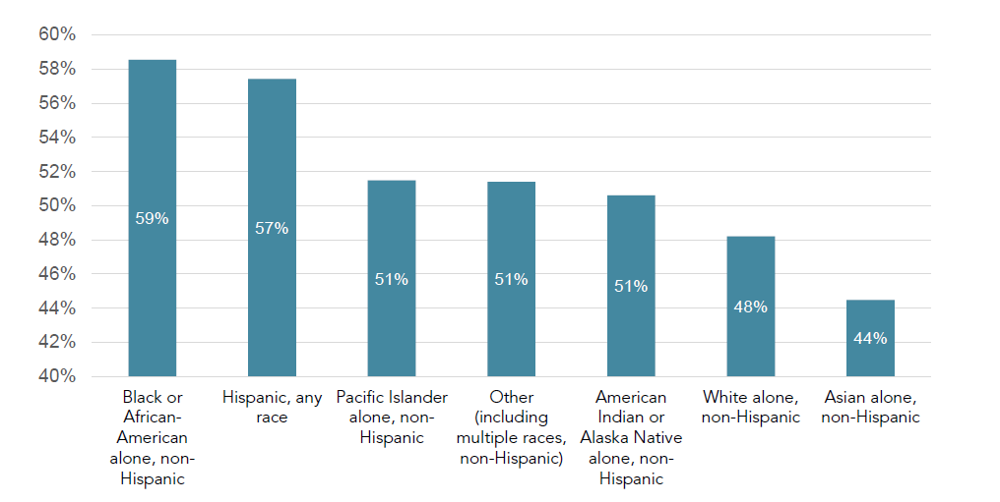 60%
58%
56%
54%
52%
50%
48%
46%
44%
42%
40%
59%
57%
51%
51%
51%
48%
44%
Black or
African-
American
alone, non-
Hispanic
Hispanic, any
race
Pacific Islander
alone, non-
Hispanic
Other
(including
multiple races,
non-Hispanic)
American
Indian or
Alaska Native
alone, non-
Hispanic
White alone,
non-Hispanic
Asian alone,
non-Hispanic